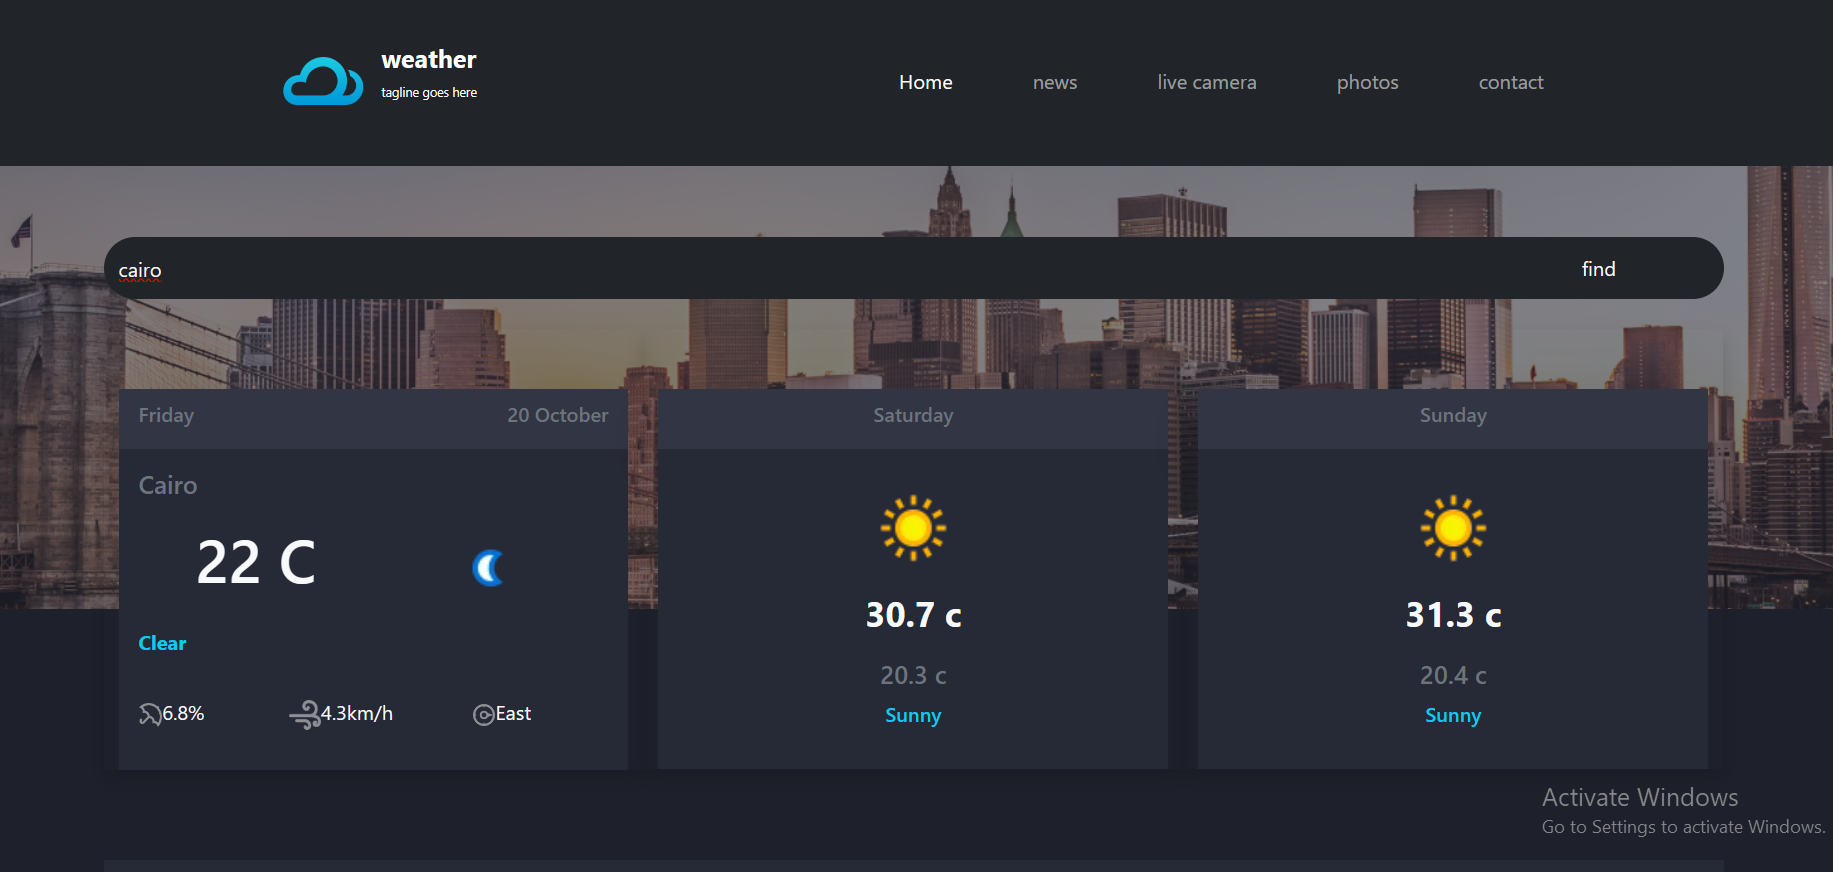 weather
tagline goes here
Home news live camera photos contact
cairo find
Friday 20 October
Cairo
22 C
Clear
6.8% 4.3km/h East
Saturday
30.7 c
20.3 c
Sunny
Sunday
31.3 c
20.4 c
Sunny
Activate Windows
Go to Settings to activate Windows.